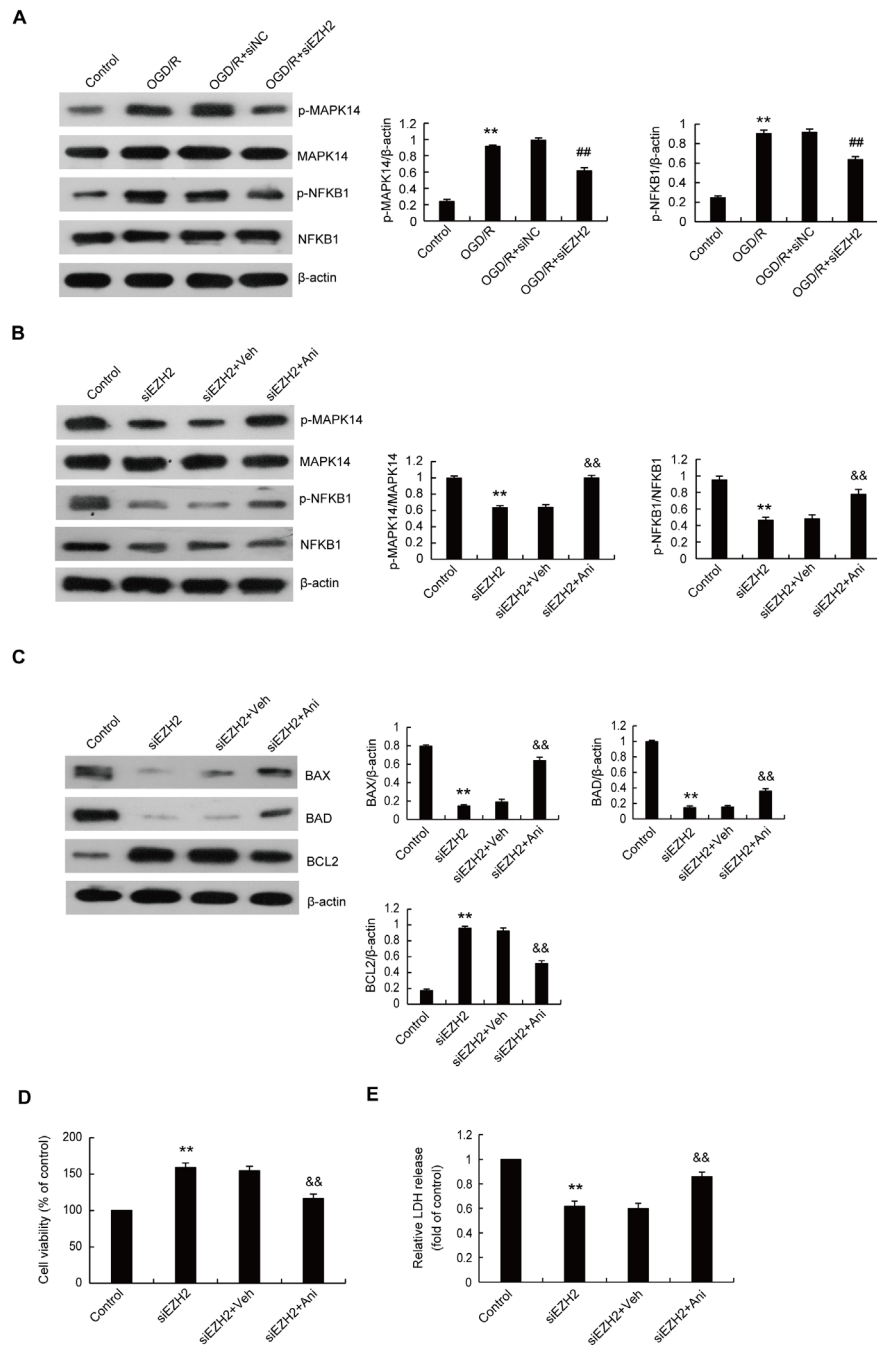 A
Control
OGD/R
OGD/R+siNC
OGD/R+siEZH2
p-MAPK14
MAPK14
p-NFKB1
NFKB1
β-actin
p-MAPK14/β-actin
1.2
1
0.8
0.6
0.4
0.2
0
**
##
Control
OGD/R
OGD/R+siNC
OGD/R+siEZH2
p-NFKB1/β-actin
1
0.8
0.6
0.4
0.2
0
**
##
Control
OGD/R
OGD/R+siNC
OGD/R+siEZH2
B
Control
siEZH2
siEZH2+Veh
siEZH2+Ani
p-MAPK14
MAPK14
p-NFKB1
NFKB1
β-actin
p-MAPK14/MAPK14
1.2
1
0.8
0.6
0.4
0.2
0
**
&&
Control
siEZH2
siEZH2+Veh
siEZH2+Ani
p-NFKB1/NFKB1
1.2
1
0.8
0.6
0.4
0.2
0
**
&&
Control
siEZH2
siEZH2+Veh
siEZH2+Ani
C
Control
siEZH2
siEZH2+Veh
siEZH2+Ani
BAX
BAD
BCL2
β-actin
BAX/β-actin
1
0.8
0.6
0.4
0.2
0
**
&&
Control
siEZH2
siEZH2+Veh
siEZH2+Ani
BAD/β-actin
1.2
1
0.8
0.6
0.4
0.2
0
**
&&
Control
siEZH2
siEZH2+Veh
siEZH2+Ani
BCL2/β-actin
1.2
1
0.8
0.6
0.4
0.2
0
**
&&
Control
siEZH2
siEZH2+Veh
siEZH2+Ani
D
Cell viability (% of control)
200
150
100
50
0
**
&&
Control
siEZH2
siEZH2+Veh
siEZH2+Ani
E
Relative LDH release
(fold of control)
1.2
1
0.8
0.6
0.4
0.2
0
**
&&
Control
siEZH2
siEZH2+Veh
siEZH2+Ani